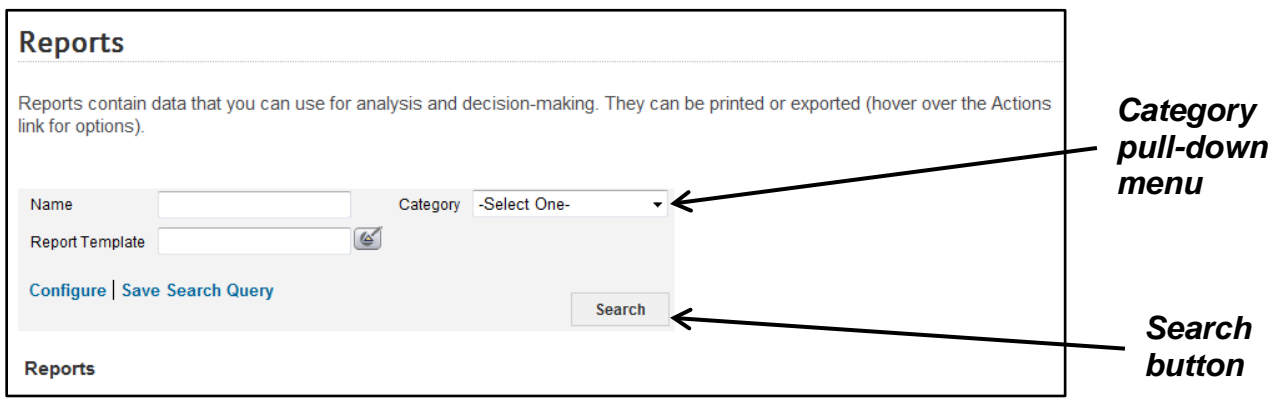 Reports
Reports contain data that you can use for analysis and decision-making. They can be printed or exported (hover over the Actions
link for options).
Name
Category -Select One-
Report Template
Configure | Save Search Query
Search
Reports
Category
pull-down
menu
Search
button